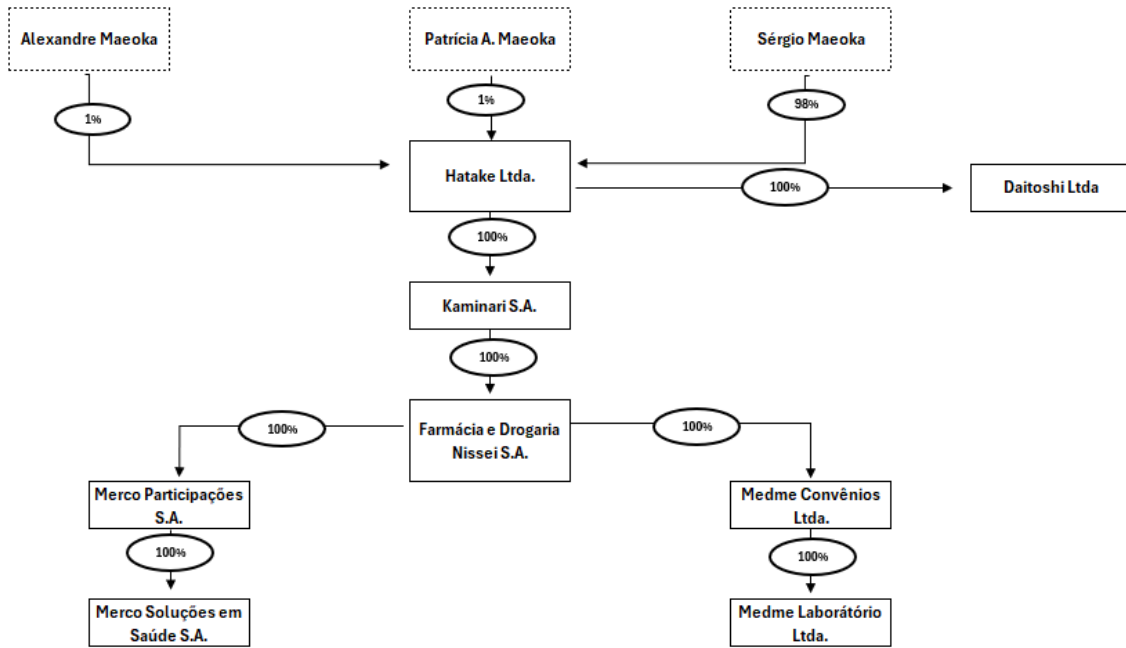 Alexandre Maeoka
Patrícia A. Maeoka
Sérgio Maeoka
1%
1%
98%
Hatake Ltda.
100%
Daitoshi Ltda
100%
Kaminari S.A.
100%
Farmácia e Drogaria
Nissei S.A.
100%
100%
Merco Participações
S.A.
Medme Convênios
Ltda.
100%
100%
Merco Soluções em
Saúde S.A.
Medme Laborátório
Ltda.